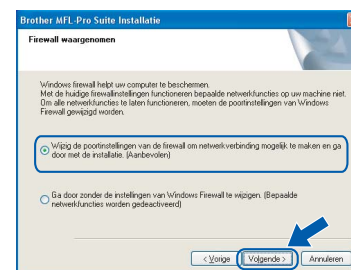 Brother MFL-Pro Suite Installatie
Firewall waargenomen
Windows firewall helpt uw computer te beschermen.
Met de huidige firewallinstellingen functioneren bepaalde netwerkfuncties op uw machine niet.
Om alle netwerkfuncties te laten functioneren, moeten de poortinstellingen van Windows
Firewall gewijzigd worden.
Wijzig de poortinstellingen van de firewall om netwerkverbinding mogelijk te maken en ga
door met de installatie. (Aanbevolen)
Ga door zonder de instellingen van Windows Firewall te wijzigen. (Bepaalde
netwerkfuncties worden gedeactiveerd)
< Vorige
Volgende >
Annuleren